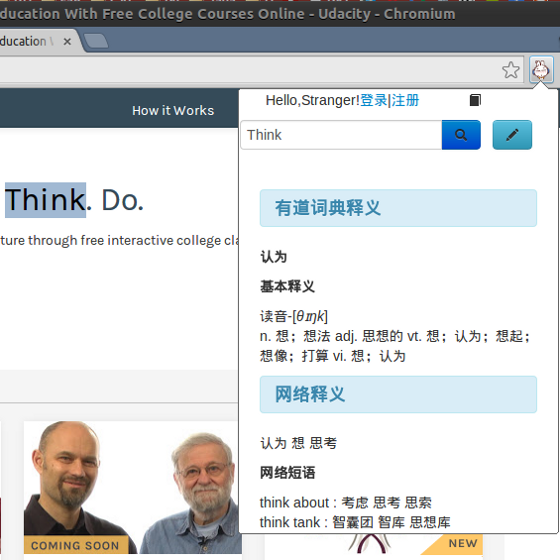 ducation With Free College Courses Online - Udacity - Chromium
ducation
How it Works
Think. Do.
ture through free interactive college cla
COMING SOON
Hello,Stranger!登录|注册
Think
有道词典释义
认为
基本释义
读音-[θɪŋk]
n. 想；想法 adj. 思想的 vt. 想；认为；想起；
想像；打算 vi. 想；认为
网络释义
认为 想 思考
网络短语
think about : 考虑 思考 思索
think tank : 智囊团 智库 思想库
NEW